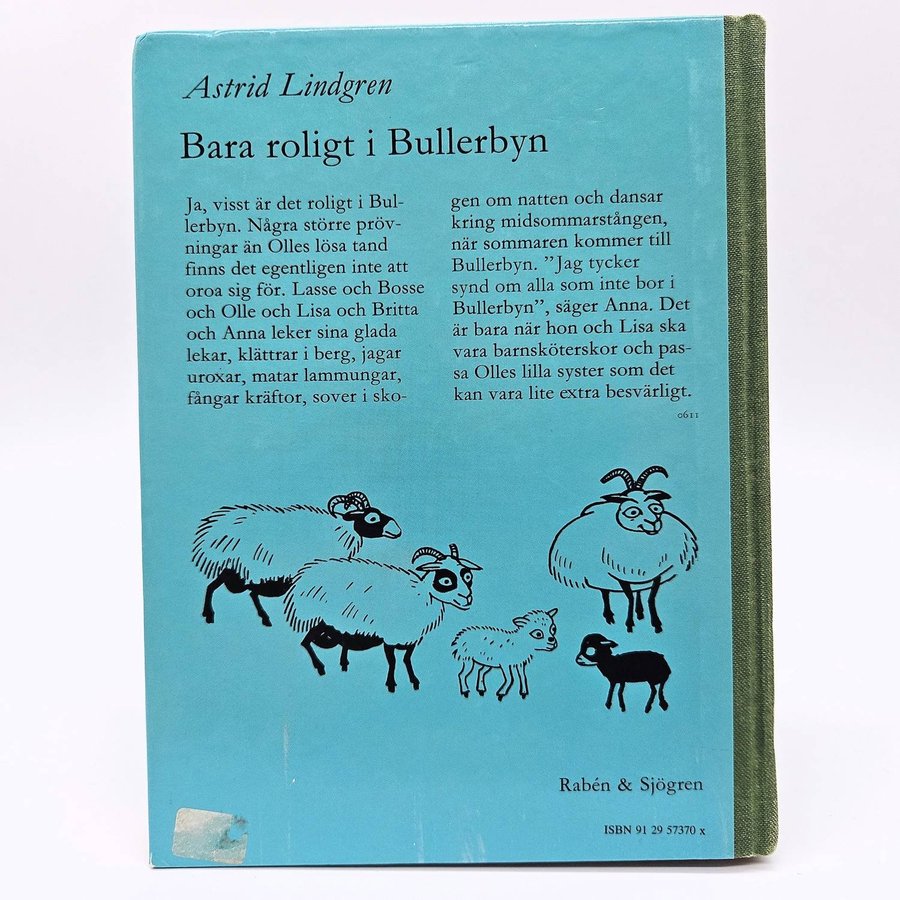 Astrid Lindgren
Bara roligt i Bullerbyn
Ja, visst är det roligt i Bul-
lerbyn. Några större pröv-
ningar än Olles lösa tand
finns det egentligen inte att
oroa sig för. Lasse och Bosse
och Olle och Lisa och Britta
och Anna leker sina glada
lekar, klättrar i berg, jagar
uroxar, matar lammungar,
fångar kräftor, sover i sko-
gen om natten och dansar
kring midsommarstången,
när sommaren kommer till
Bullerbyn. ”Jag tycker
synd om alla som inte bor i
Bullerbyn”, säger Anna. Det
är bara när hon och Lisa ska
vara barnsköterskor och pas-
sa Olles lilla syster som det
kan vara lite extra besvärligt.
0611
Rabén & Sjögren
ISBN 91 29 57370 x